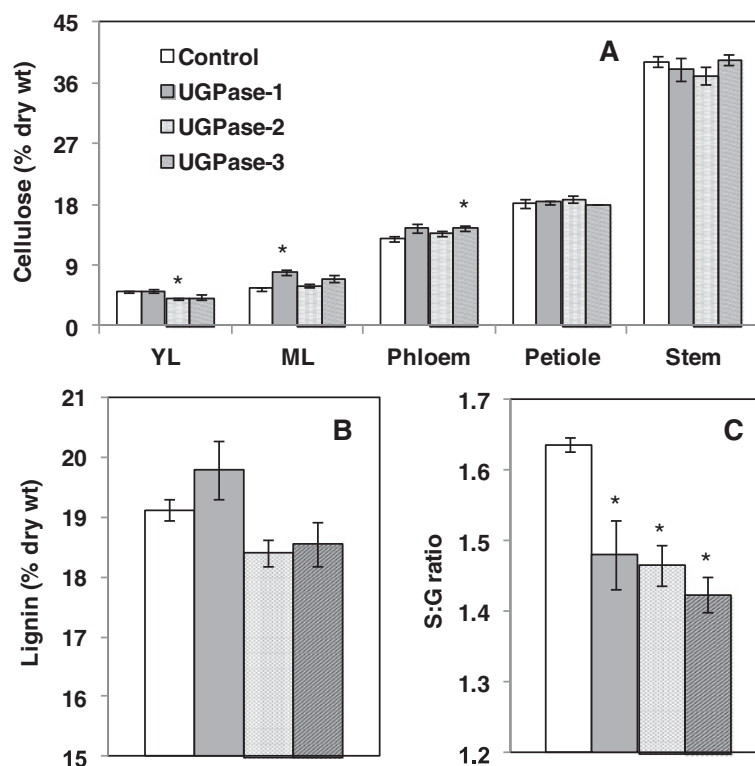 45
36
27
18
9
0
Cellulose (% dry wt)
Control
UGPase-1
UGPase-2
UGPase-3
A
*
*
*
YL ML Phloem Petiole Stem
21
20
19
18
17
16
15
Lignin (% dry wt)
B
1.7
1.6
1.5
1.4
1.3
1.2
S:G ratio
C
*
*
*